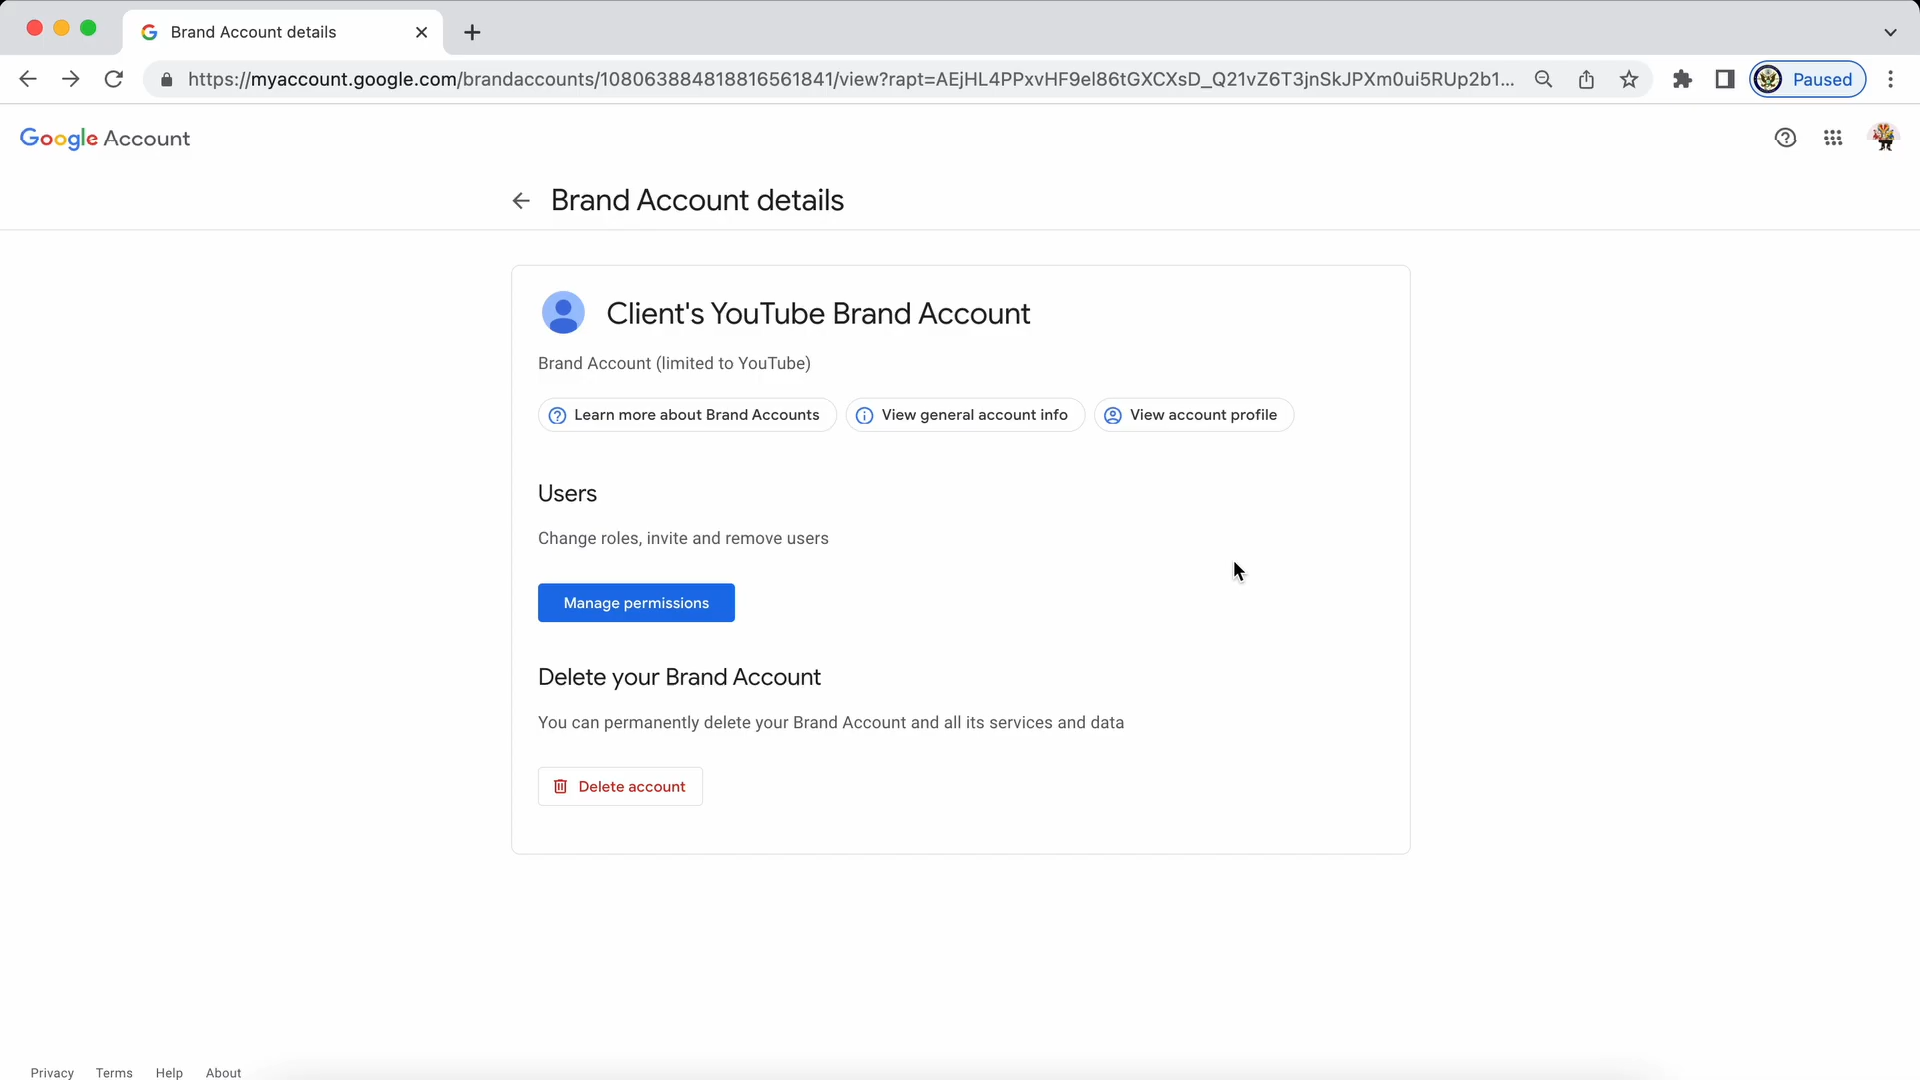 Brand Account details
https://myaccount.google.com/brandaccounts/108063884818816561841/view?rapt=AEjHL4PPxvHF9eI86tGXCXsD_Q21vZ6T3jnSkJPXm0ui5RUp2b1...
Paused
Google Account
Brand Account details
Client's YouTube Brand Account
Brand Account (limited to YouTube)
Learn more about Brand Accounts
View general account info
View account profile
Users
Change roles, invite and remove users
Manage permissions
Delete your Brand Account
You can permanently delete your Brand Account and all its services and data
Delete account
Privacy Terms Help About